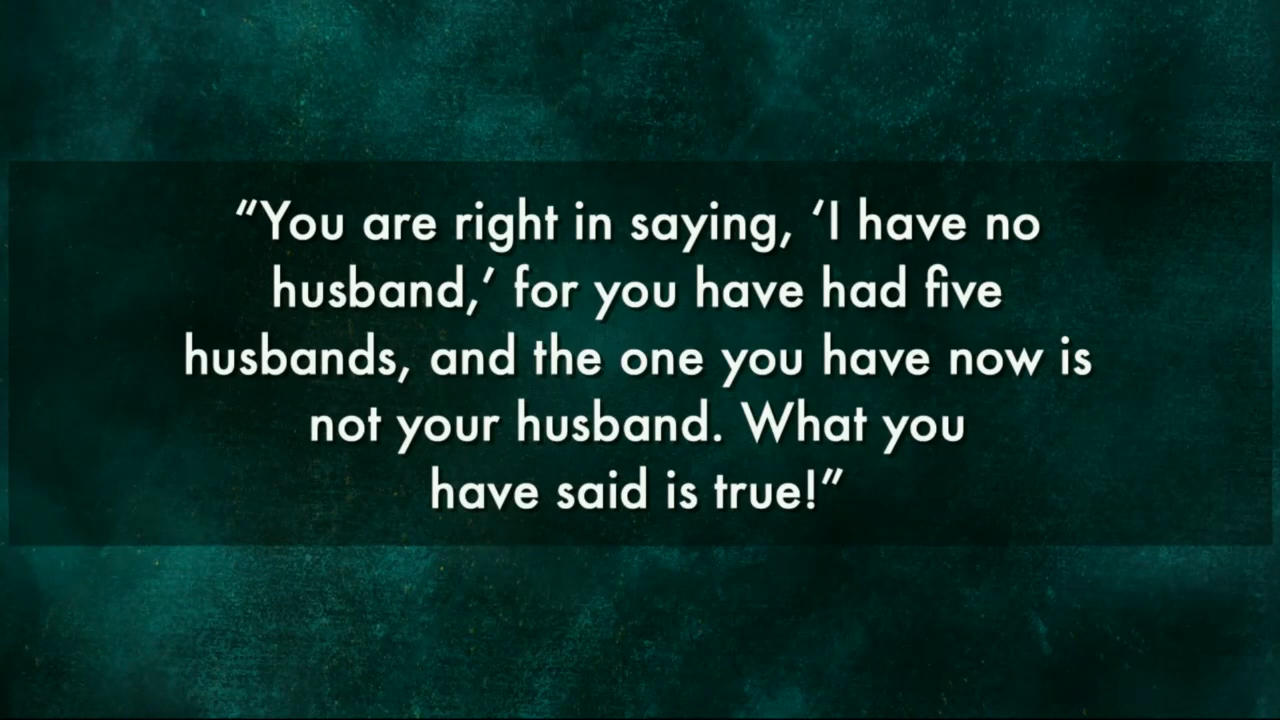 “You are right in saying, ‘I have no
husband,’ for you have had five
husbands, and the one you have now is
not your husband. What you
have said is true!”